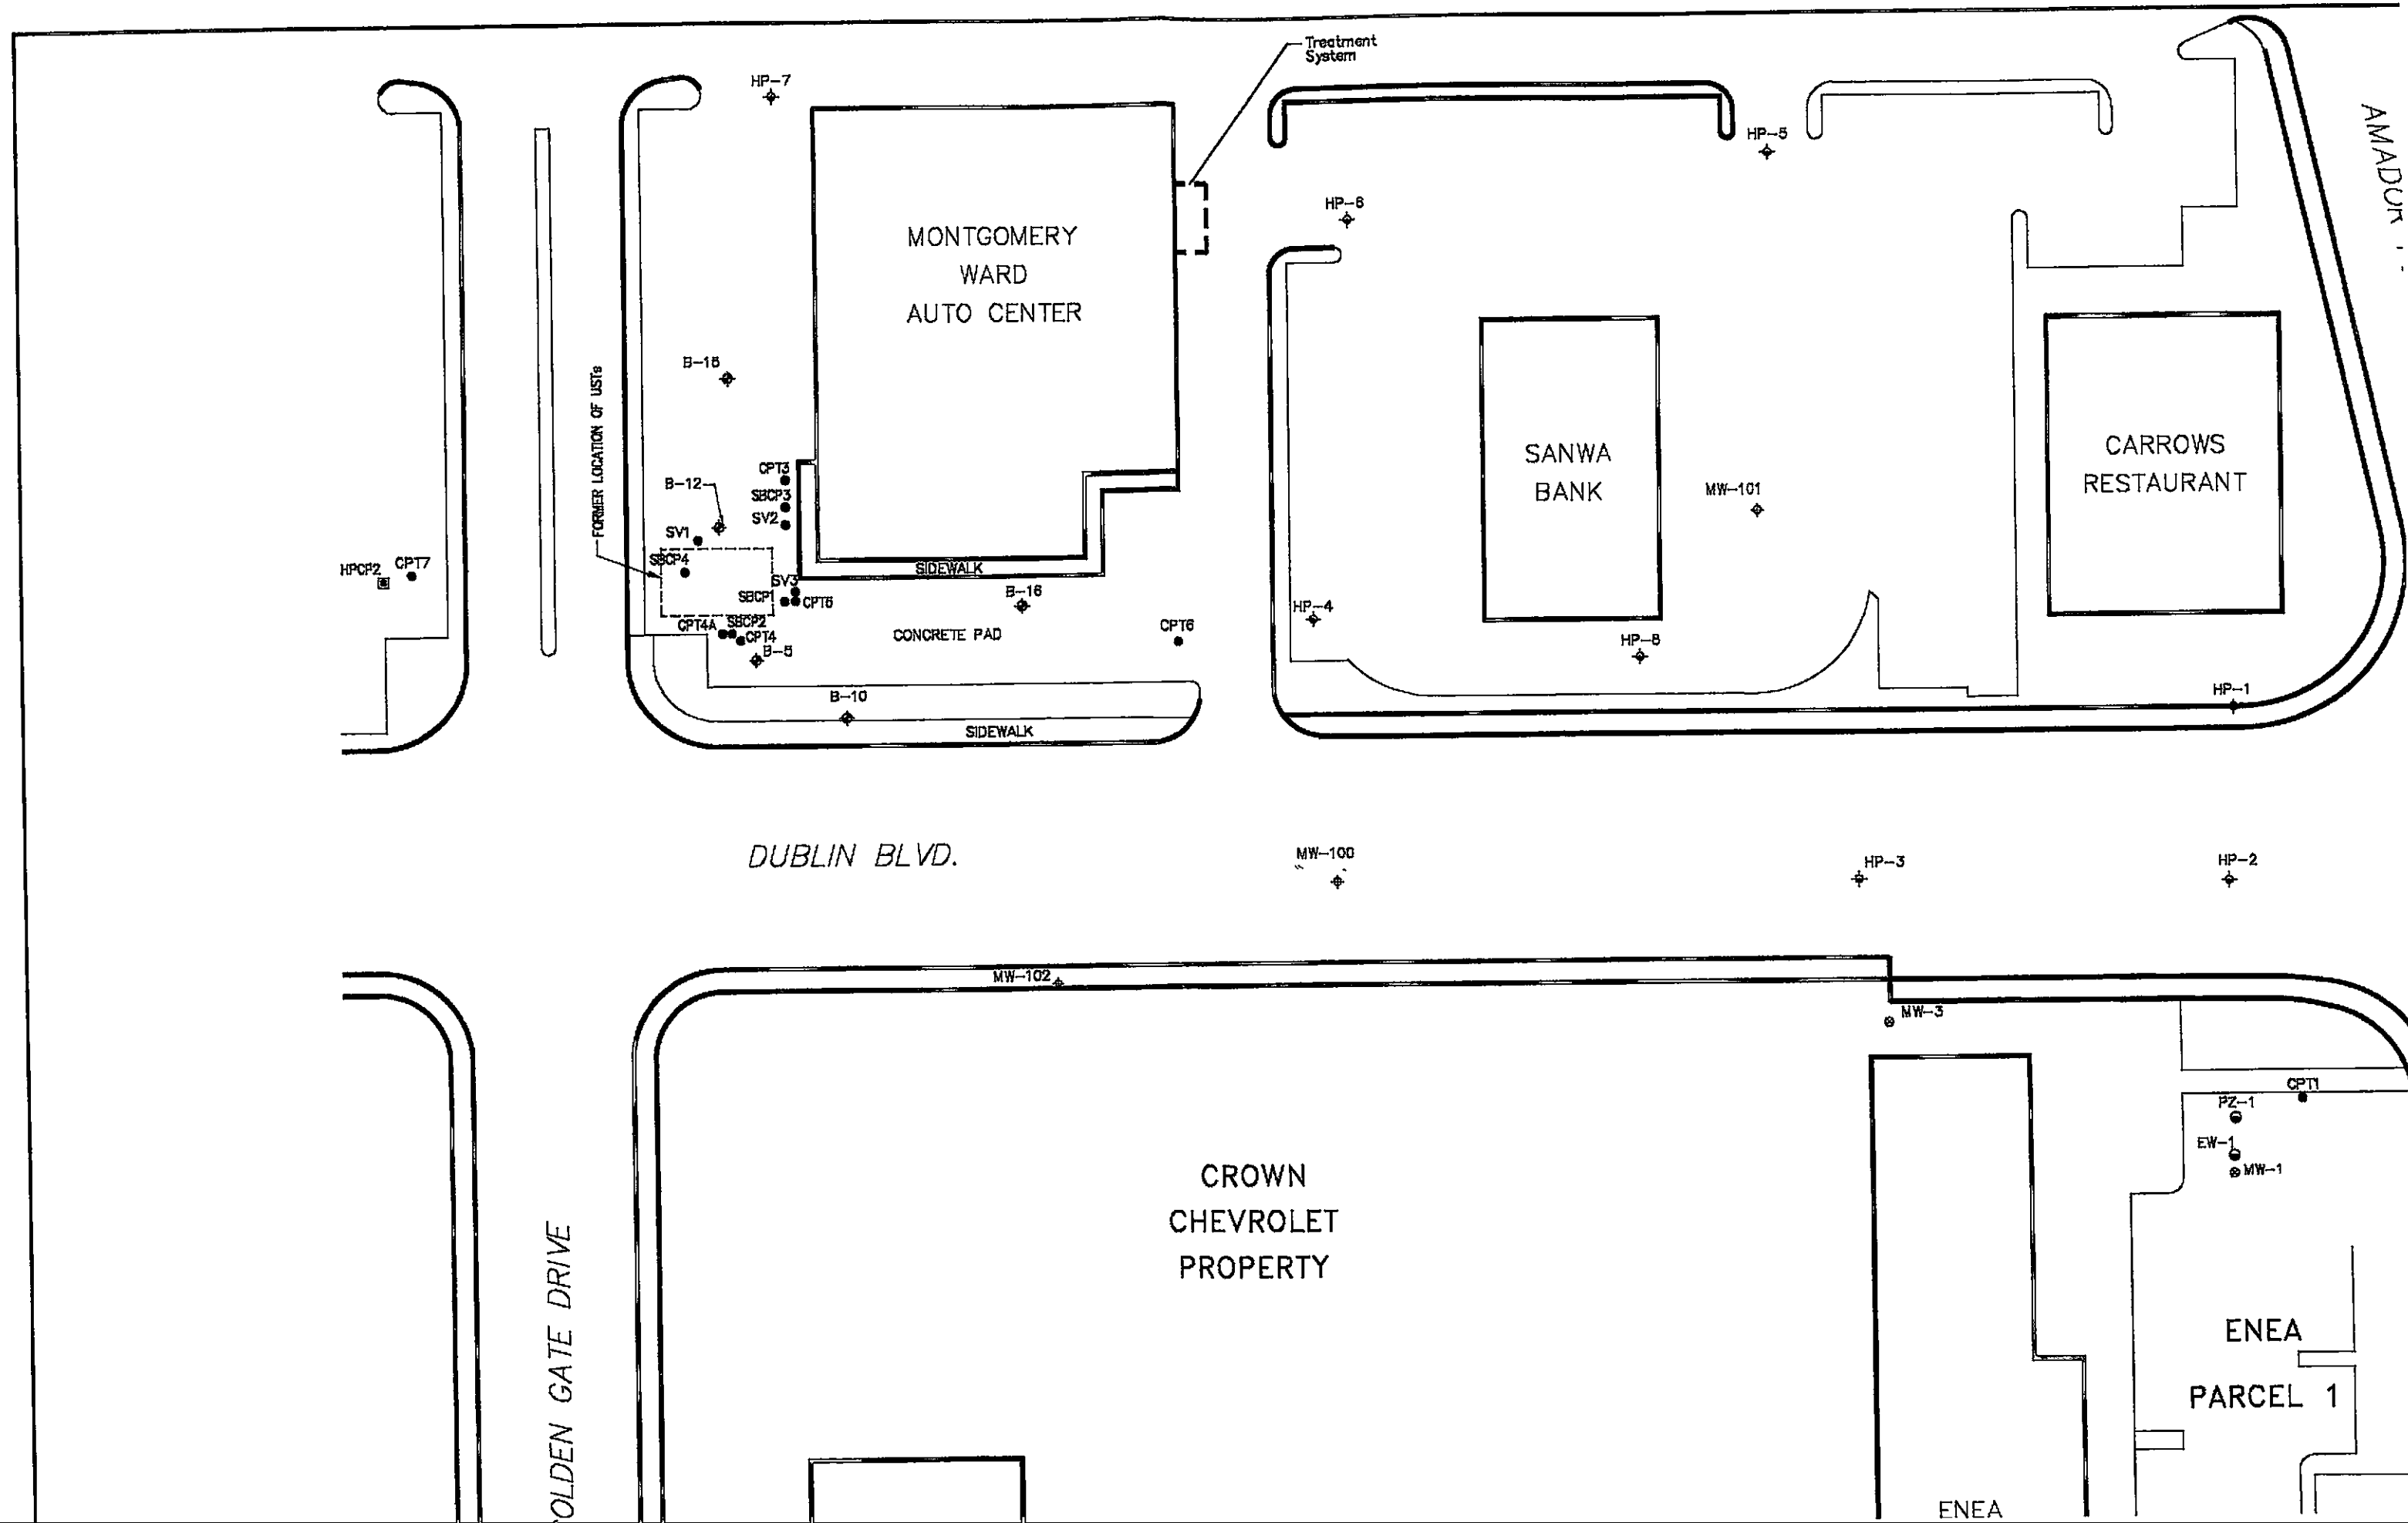 Treatment
System
HP-7
AMADOR
HP-5
HP-6
MONTGOMERY
WARD
AUTO CENTER
B-15
FORMER LOCATION OF USTs
SANWA
BANK
CARROWS
RESTAURANT
CPT3
B-12
SBCP3
SV2
SV1
MW-101
SBCP4
HPCP2
CPT7
SIDEWALK
SV3
SBCP1
CPT5
B-16
HP-4
CPT4A
SBCP2
CPT4
CONCRETE PAD
CPT6
HP-8
B-5
B-10
HP-1
SIDEWALK
DUBLIN BLVD.
MW-100
HP-3
HP-2
MW-102
MW-3
CPT1
PZ-1
EW-1
MW-1
CROWN
CHEVROLET
PROPERTY
OLDEN GATE DRIVE
ENEA
PARCEL 1
ENEA